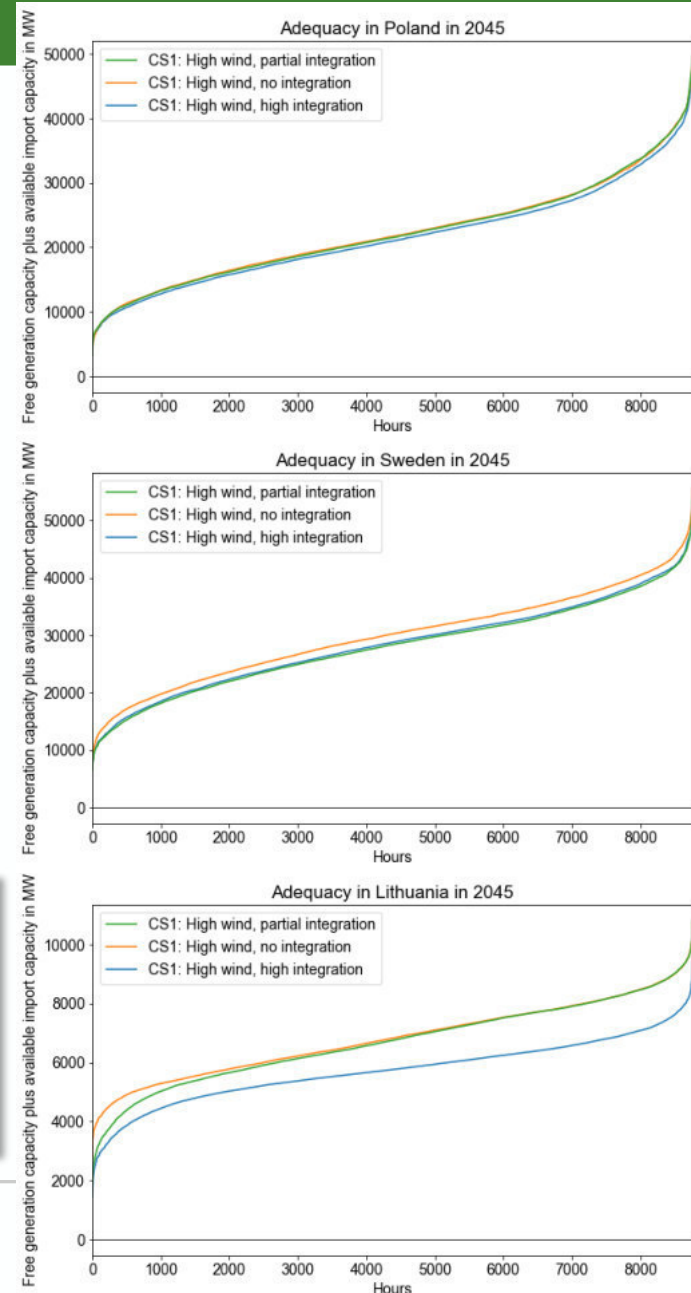 Adequacy in Poland in 2045
Free generation capacity plus available import capacity in MW
CS1: High wind, partial integration
CS1: High wind, no integration
CS1: High wind, high integration
50000
40000
30000
20000
10000
0
0 1000 2000 3000 4000 5000 6000 7000 8000
Hours
Adequacy in Sweden in 2045
Free generation capacity plus available import capacity in MW
CS1: High wind, partial integration
CS1: High wind, no integration
CS1: High wind, high integration
50000
40000
30000
20000
10000
0
0 1000 2000 3000 4000 5000 6000 7000 8000
Hours
Adequacy in Lithuania in 2045
Free generation capacity plus available import capacity in MW
CS1: High wind, partial integration
CS1: High wind, no integration
CS1: High wind, high integration
10000
8000
6000
4000
2000
0
0 1000 2000 3000 4000 5000 6000 7000 8000
Hours